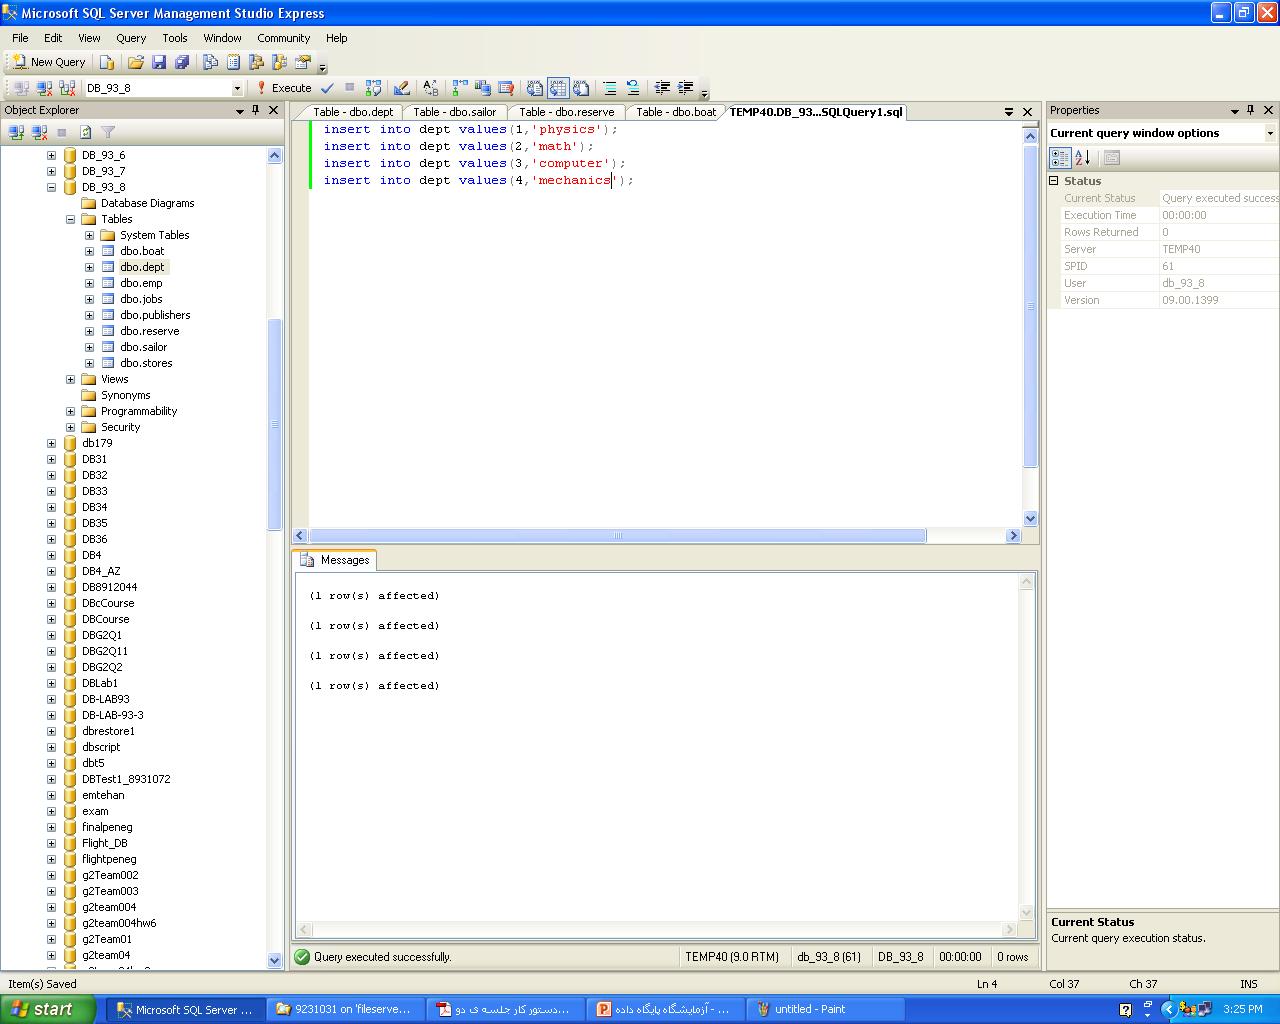 Microsoft SQL Server Management Studio Express
File Edit View Query Tools Window Community Help
New Query
DB_93_8 Execute
Object Explorer
DB_93_6
DB_93_7
DB_93_8
Database Diagrams
Tables
System Tables
dbo.boat
dbo.dept
dbo.emp
dbo.jobs
dbo.publishers
dbo.reserve
dbo.sailor
dbo.stores
Views
Synonyms
Programmability
Security
db179
DB31
DB32
DB33
DB34
DB35
DB36
DB4
DB4_AZ
DB8912044
DBcCourse
DBCourse
DBG2Q1
DBG2Q11
DBG2Q2
DBLab1
DB-LAB93
DB-LAB-93-3
dbrestore1
dbscript
dbt5
DBTest1_8931072
emtehan
exam
finalpeneg
Flight_DB
flightpeneg
g2Team002
g2Team003
g2team004
g2team004hw6
g2Team01
g2team04
Table - dbo.dept Table - dbo.sailor Table - dbo.reserve Table - dbo.boat TEMP40.DB_93...SQLQuery1.sql
insert into dept values(1,'physics');
insert into dept values(2,'math');
insert into dept values(3,'computer');
insert into dept values(4,'mechanics');
Messages
(1 row(s) affected)
(1 row(s) affected)
(1 row(s) affected)
(1 row(s) affected)
Query executed successfully. TEMP40 (9.0 RTM) db_93_8 (61) DB_93_8 00:00:00 0 rows
Properties
Current query window options
Status
Current Status Query executed success
Execution Time 00:00:00
Rows Returned 0
Server TEMP40
SPID 61
User db_93_8
Version 09.00.1399
Current Status
Current query execution status.
Item(s) Saved Ln 4 Col 37 Ch 37 INS
start Microsoft SQL Server ... 9231031 on 'fileserve... دستور کار جلسه ی دو... آزمایشگاه پایگاه داده - ... untitled - Paint 3:25 PM